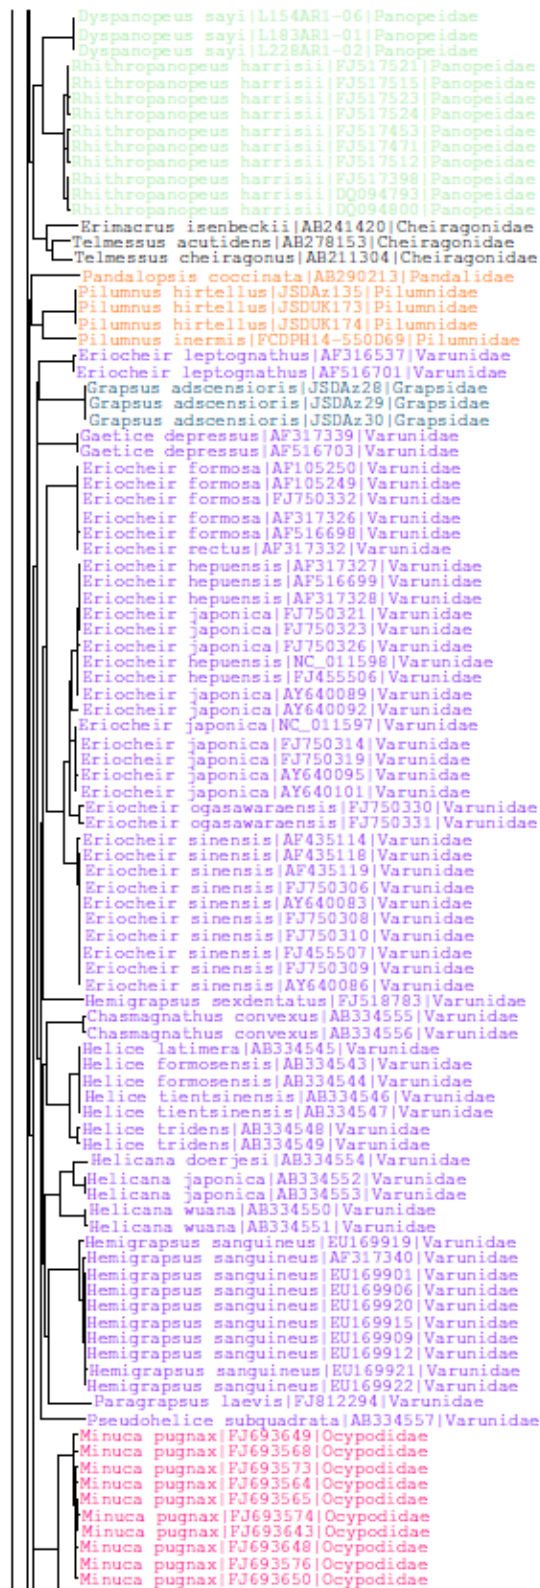 Dyspanopeus sayi|L154AR1-06|Panopeidae
Dyspanopeus sayi|L183AR1-01|Panopeidae
Dyspanopeus sayi|L228AR1-02|Panopeidae
Rhithropanopeus harrisii|FJ517521|Panopeidae
Rhithropanopeus harrisii|FJ517515|Panopeidae
Rhithropanopeus harrisii|FJ517523|Panopeidae
Rhithropanopeus harrisii|FJ517524|Panopeidae
Rhithropanopeus harrisii|FJ517453|Panopeidae
Rhithropanopeus harrisii|FJ517471|Panopeidae
Rhithropanopeus harrisii|FJ517512|Panopeidae
Rhithropanopeus harrisii|FJ517398|Panopeidae
Rhithropanopeus harrisii|DQ094793|Panopeidae
Rhithropanopeus harrisii|DQ094800|Panopeidae
Erimacrus isenbeckii|AB241420|Cheiragonidae
Telmessus acutidens|AB278153|Cheiragonidae
Telmessus cheiragonus|AB211304|Cheiragonidae
Pandalopsis coccinata|AB290213|Pandalidae
Pilumnus hirtellus|JSDAz135|Pilumnidae
Pilumnus hirtellus|JSDUK173|Pilumnidae
Pilumnus hirtellus|JSDUK174|Pilumnidae
Pilumnus inermis|FCDPH14-550D69|Pilumnidae
Eriocheir leptognathus|AF316537|Varunidae
Eriocheir leptognathus|AF516701|Varunidae
Grapsus adscensioris|JSDAz28|Grapsidae
Grapsus adscensioris|JSDAz29|Grapsidae
Grapsus adscensioris|JSDAz30|Grapsidae
Gaetice depressus|AF317339|Varunidae
Gaetice depressus|AF516703|Varunidae
Eriocheir formosa|AF105250|Varunidae
Eriocheir formosa|AF105249|Varunidae
Eriocheir formosa|FJ750332|Varunidae
Eriocheir formosa|AF317326|Varunidae
Eriocheir formosa|AF516698|Varunidae
Eriocheir rectus|AF317332|Varunidae
Eriocheir hepuensis|AF317327|Varunidae
Eriocheir hepuensis|AF516699|Varunidae
Eriocheir hepuensis|AF317328|Varunidae
Eriocheir japonica|FJ750321|Varunidae
Eriocheir japonica|FJ750323|Varunidae
Eriocheir japonica|FJ750326|Varunidae
Eriocheir hepuensis|NC_011598|Varunidae
Eriocheir hepuensis|FJ455506|Varunidae
Eriocheir japonica|AY640089|Varunidae
Eriocheir japonica|AY640092|Varunidae
Eriocheir japonica|NC_011597|Varunidae
Eriocheir japonica|FJ750314|Varunidae
Eriocheir japonica|FJ750319|Varunidae
Eriocheir japonica|AY640095|Varunidae
Eriocheir japonica|AY640101|Varunidae
Eriocheir ogasawaraensis|FJ750330|Varunidae
Eriocheir ogasawaraensis|FJ750331|Varunidae
Eriocheir sinensis|AF435114|Varunidae
Eriocheir sinensis|AF435118|Varunidae
Eriocheir sinensis|AF435119|Varunidae
Eriocheir sinensis|FJ750306|Varunidae
Eriocheir sinensis|AY640083|Varunidae
Eriocheir sinensis|FJ750308|Varunidae
Eriocheir sinensis|FJ750310|Varunidae
Eriocheir sinensis|FJ455507|Varunidae
Eriocheir sinensis|FJ750309|Varunidae
Eriocheir sinensis|AY640086|Varunidae
Hemigrapsus sexdentatus|FJ518783|Varunidae
Chasmagnathus convexus|AB334555|Varunidae
Chasmagnathus convexus|AB334556|Varunidae
Helice latimera|AB334545|Varunidae
Helice formosensis|AB334543|Varunidae
Helice formosensis|AB334544|Varunidae
Helice tientsinensis|AB334546|Varunidae
Helice tientsinensis|AB334547|Varunidae
Helice tridens|AB334548|Varunidae
Helice tridens|AB334549|Varunidae
Helicana doerjesi|AB334554|Varunidae
Helicana japonica|AB334552|Varunidae
Helicana japonica|AB334553|Varunidae
Helicana wuana|AB334550|Varunidae
Helicana wuana|AB334551|Varunidae
Hemigrapsus sanguineus|EU169919|Varunidae
Hemigrapsus sanguineus|AF317340|Varunidae
Hemigrapsus sanguineus|EU169901|Varunidae
Hemigrapsus sanguineus|EU169906|Varunidae
Hemigrapsus sanguineus|EU169920|Varunidae
Hemigrapsus sanguineus|EU169915|Varunidae
Hemigrapsus sanguineus|EU169909|Varunidae
Hemigrapsus sanguineus|EU169912|Varunidae
Hemigrapsus sanguineus|EU169921|Varunidae
Hemigrapsus sanguineus|EU169922|Varunidae
Paragrapsus laevis|FJ812294|Varunidae
Pseudohelice subquadrata|AB334557|Varunidae
Minuca pugnax|FJ693649|Ocypodidae
Minuca pugnax|FJ693568|Ocypodidae
Minuca pugnax|FJ693573|Ocypodidae
Minuca pugnax|FJ693564|Ocypodidae
Minuca pugnax|FJ693565|Ocypodidae
Minuca pugnax|FJ693574|Ocypodidae
Minuca pugnax|FJ693643|Ocypodidae
Minuca pugnax|FJ693648|Ocypodidae
Minuca pugnax|FJ693576|Ocypodidae
Minuca pugnax|FJ693650|Ocypodidae